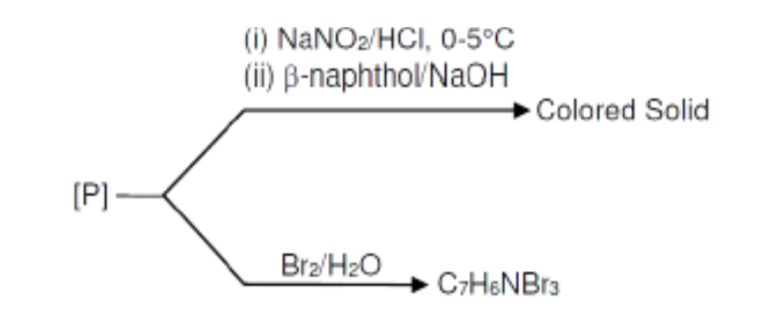 (i) NaNO2/HCl, 0-5°C
(ii) β-naphthol/NaOH
Colored Solid
[P]
Br2/H2O
C7H6NBr3